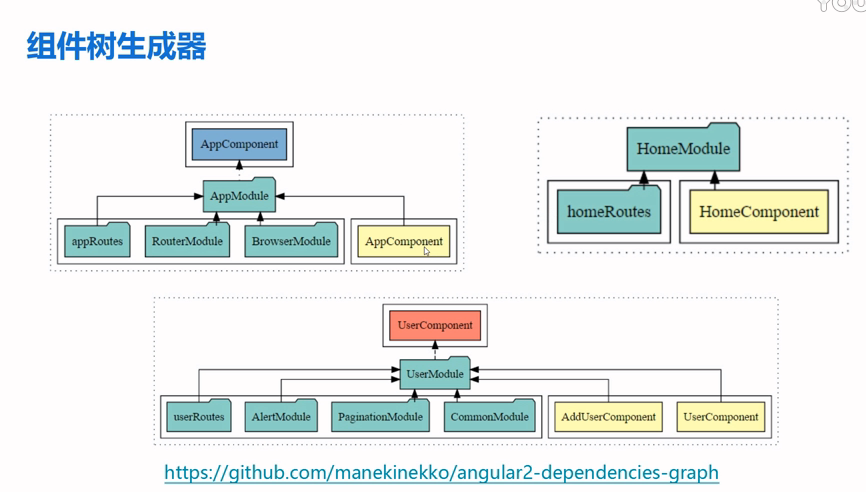 YOU
组件树生成器
AppComponent
AppModule
appRoutes
RouterModule
BrowserModule
AppComponent
HomeModule
homeRoutes
HomeComponent
UserComponent
UserModule
userRoutes
AlertModule
PaginationModule
CommonModule
AddUserComponent
UserComponent
https://github.com/manekinekko/angular2-dependencies-graph